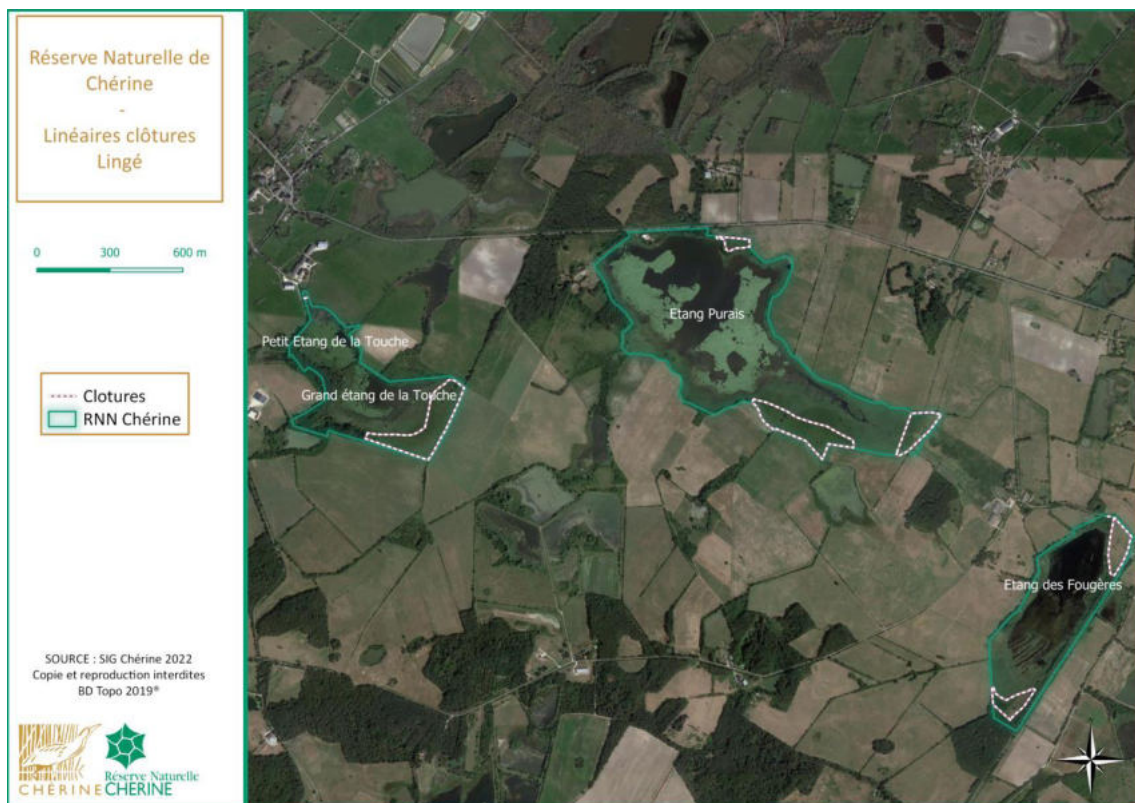 Réserve Naturelle de
Chérine
-
Linéaires clôtures
Lingé
0 300 600 m
Clotures
RNN Chérine
SOURCE : SIG Chérine 2022
Copie et reproduction interdites
BD Topo 2019®
CHÉRINE
Réserve Naturelle
CHERINE
Etang Purais
Petit Etang de la Touche
Grand étang de la Touche
Etang des Fougères